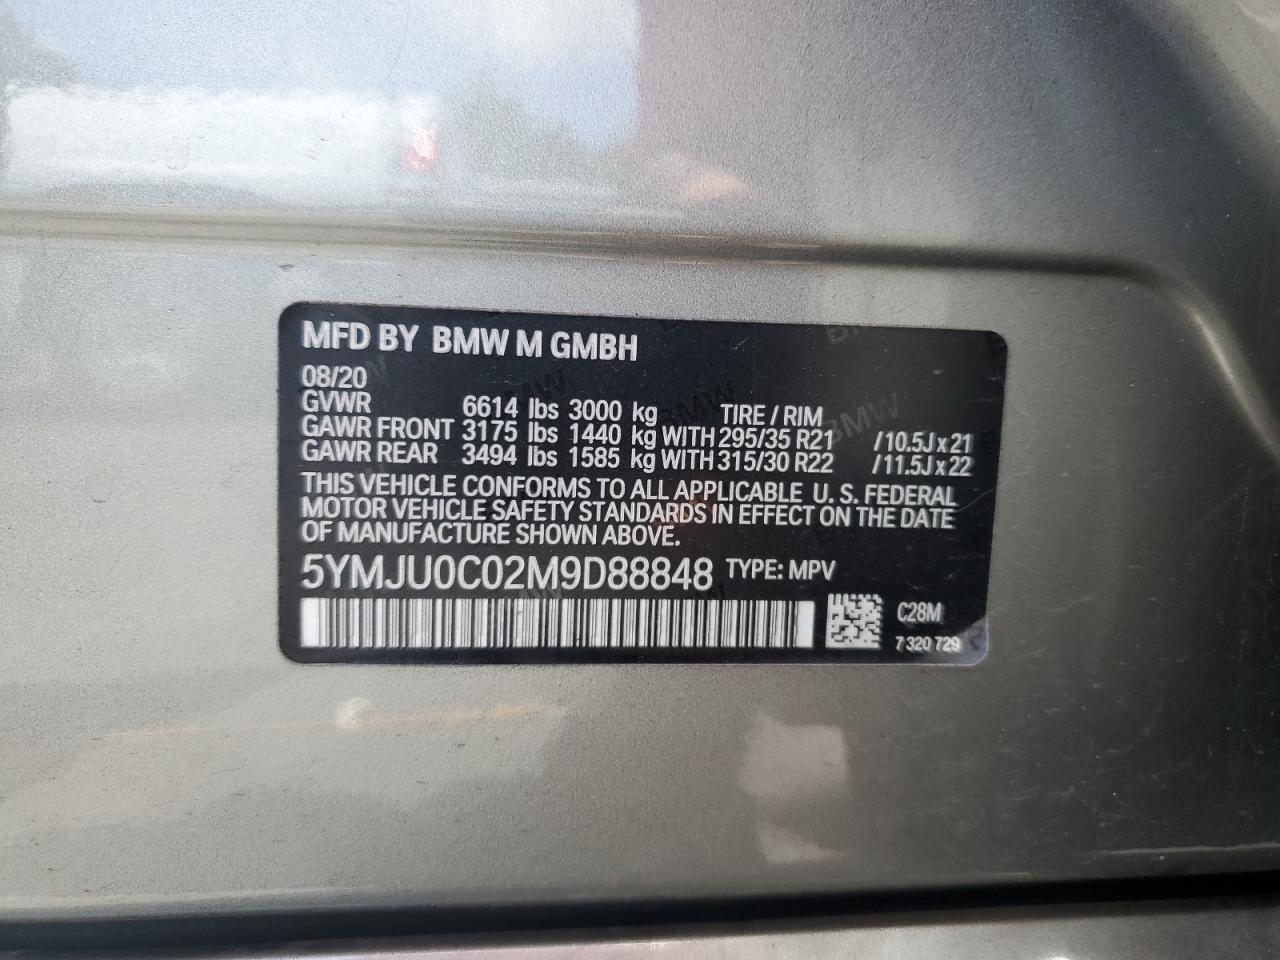 MFD BY BMW M GMBH
08/20
GVWR 6614 lbs 3000 kg TIRE / RIM
GAWR FRONT 3175 lbs 1440 kg WITH 295/35 R21 /10.5J x 21
GAWR REAR 3494 lbs 1585 kg WITH 315/30 R22 /11.5J x 22
THIS VEHICLE CONFORMS TO ALL APPLICABLE U. S. FEDERAL
MOTOR VEHICLE SAFETY STANDARDS IN EFFECT ON THE DATE
OF MANUFACTURE SHOWN ABOVE.
5YMJU0C02M9D88848 TYPE: MPV
C28M
7 320 729